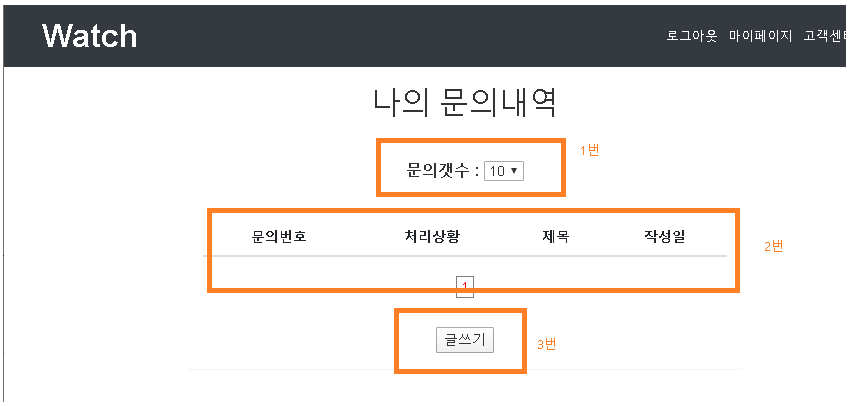 Watch
로그아웃 마이페이지 고객센터
나의 문의내역
1번
문의갯수 : 10 ▼
문의번호 처리상황 제목 작성일
2번
1
글쓰기
3번